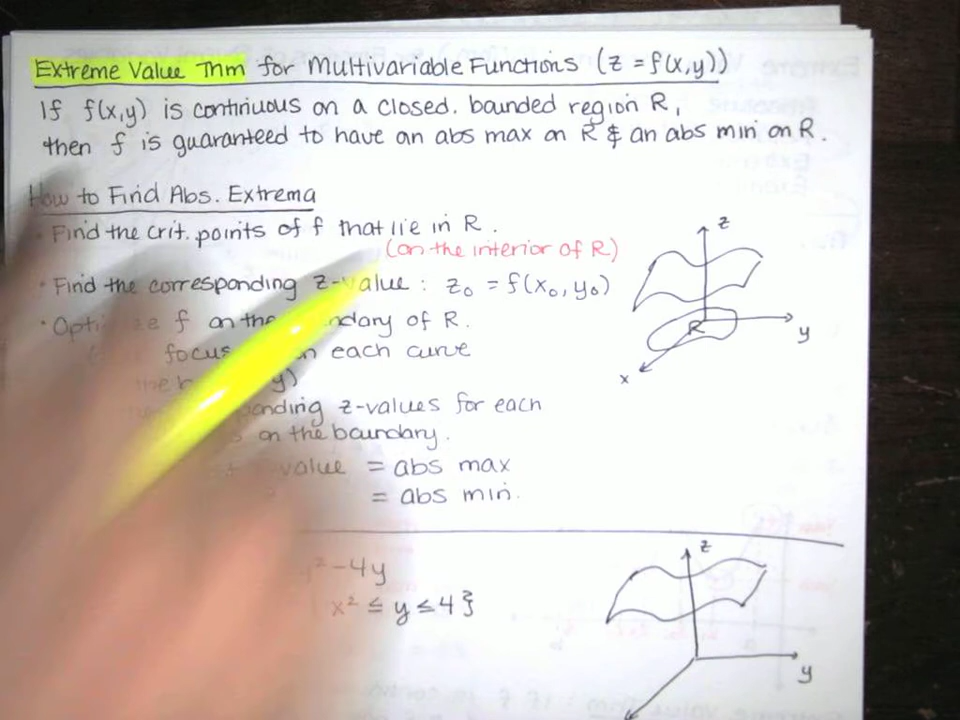 Extreme Value Thm for Multivariable Functions (z = f(x,y))
If f(x,y) is continuous on a closed, bounded region R,
then f is guaranteed to have an abs max on R & an abs min on R.
How to Find Abs. Extrema
• Find the crit. points of f that lie in R.
(on the interior of R)
• Find the corresponding z-value : z₀ = f(x₀, y₀)
• f on the of R.
focus each curve
y)
z-values for each
on the boundary.
value = abs max
= abs min.
y² - 4y
x² ≤ y ≤ 4}
z
R
y
x
z
y